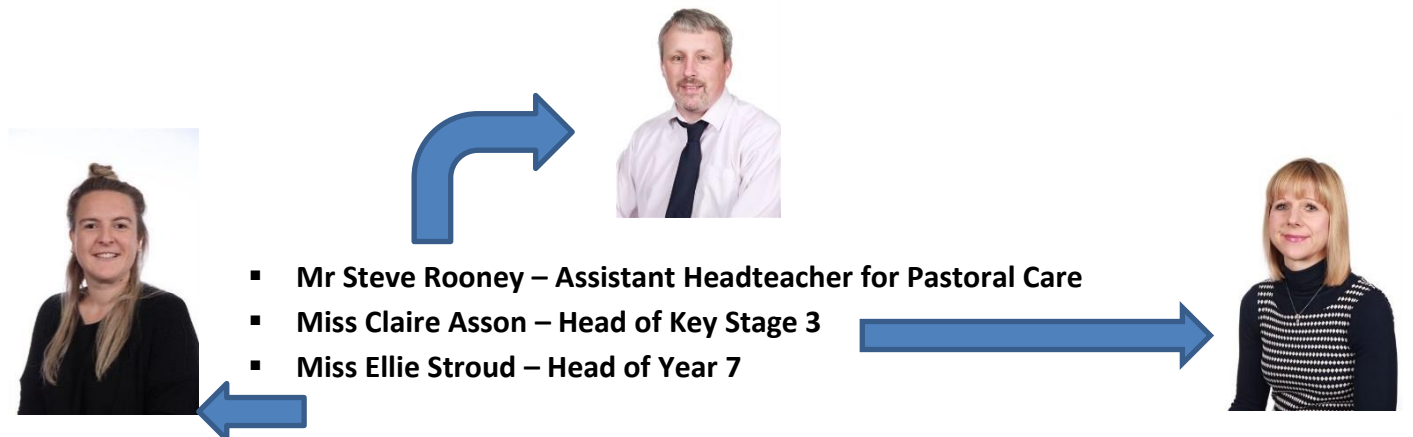 ▪ Mr Steve Rooney – Assistant Headteacher for Pastoral Care
▪ Miss Claire Asson – Head of Key Stage 3
▪ Miss Ellie Stroud – Head of Year 7